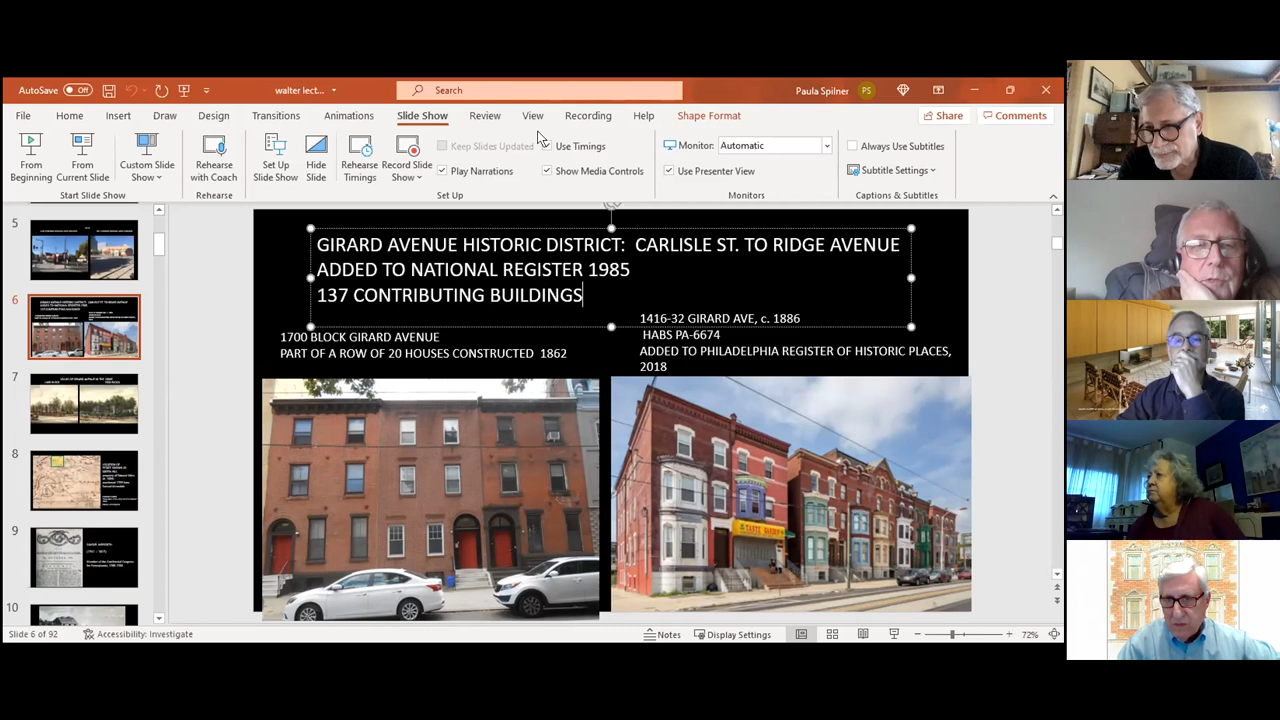 AutoSave Off walter lect... Search Paula Spilner PS
File Home Insert Draw Design Transitions Animations Slide Show Review View Recording Help Shape Format Share Comments
From Beginning
From Current Slide
Custom Slide Show
Rehearse with Coach
Set Up Slide Show
Hide Slide
Rehearse Timings
Record Slide Show
Keep Slides Updated
Use Timings
Play Narrations
Show Media Controls
Monitor: Automatic
Use Presenter View
Always Use Subtitles
Subtitle Settings
Start Slide Show Rehearse Set Up Monitors Captions & Subtitles
5
6
7
8
9
10
GIRARD AVENUE HISTORIC DISTRICT: CARLISLE ST. TO RIDGE AVENUE
ADDED TO NATIONAL REGISTER 1985
137 CONTRIBUTING BUILDINGS
1700 BLOCK GIRARD AVENUE
PART OF A ROW OF 20 HOUSES CONSTRUCTED 1862
1416-32 GIRARD AVE, c. 1886
HABS PA-6674
ADDED TO PHILADELPHIA REGISTER OF HISTORIC PLACES,
2018
Slide 6 of 92 Accessibility: Investigate Notes Display Settings 72%